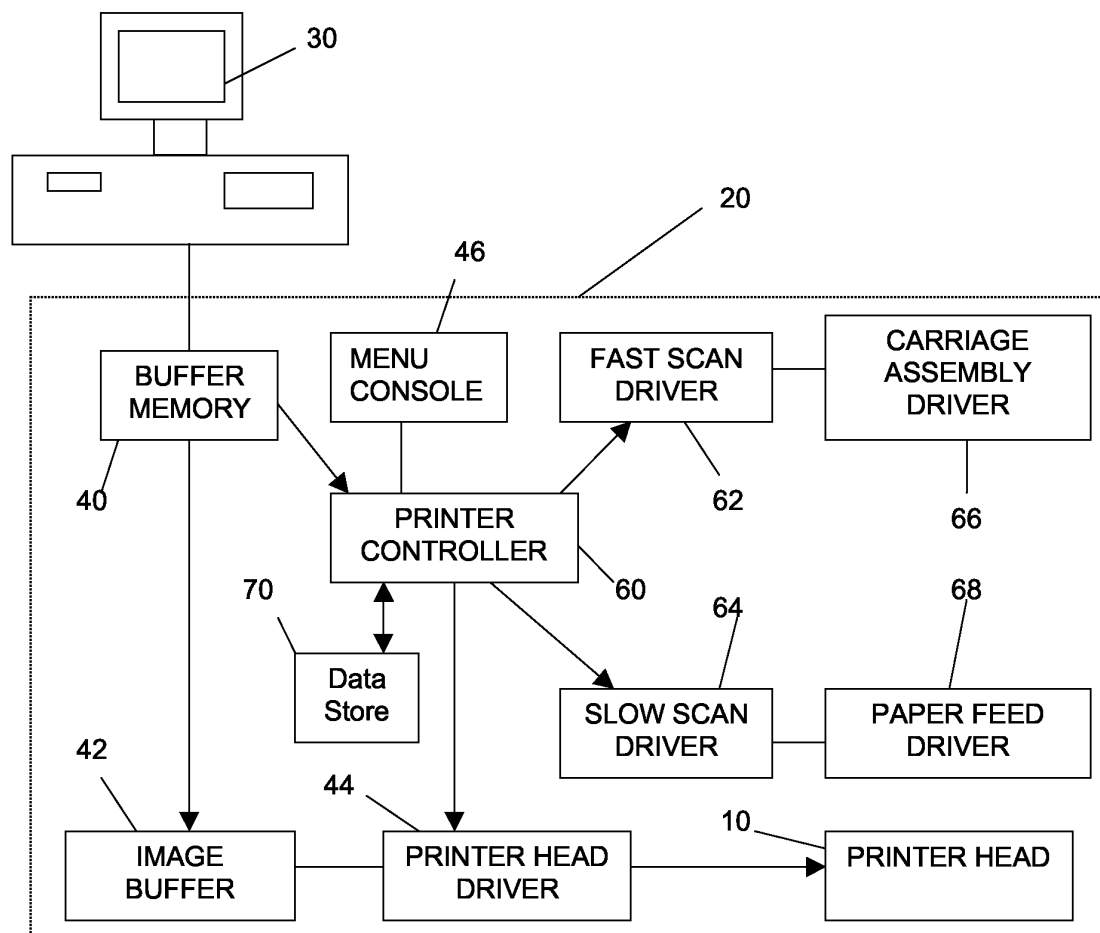 30
20
46
MENU
CONSOLE
FAST SCAN
DRIVER
CARRIAGE
ASSEMBLY
DRIVER
BUFFER
MEMORY
40
62
66
PRINTER
CONTROLLER
60
70
64
68
Data
Store
SLOW SCAN
DRIVER
PAPER FEED
DRIVER
42
44
10
IMAGE
BUFFER
PRINTER HEAD
DRIVER
PRINTER HEAD